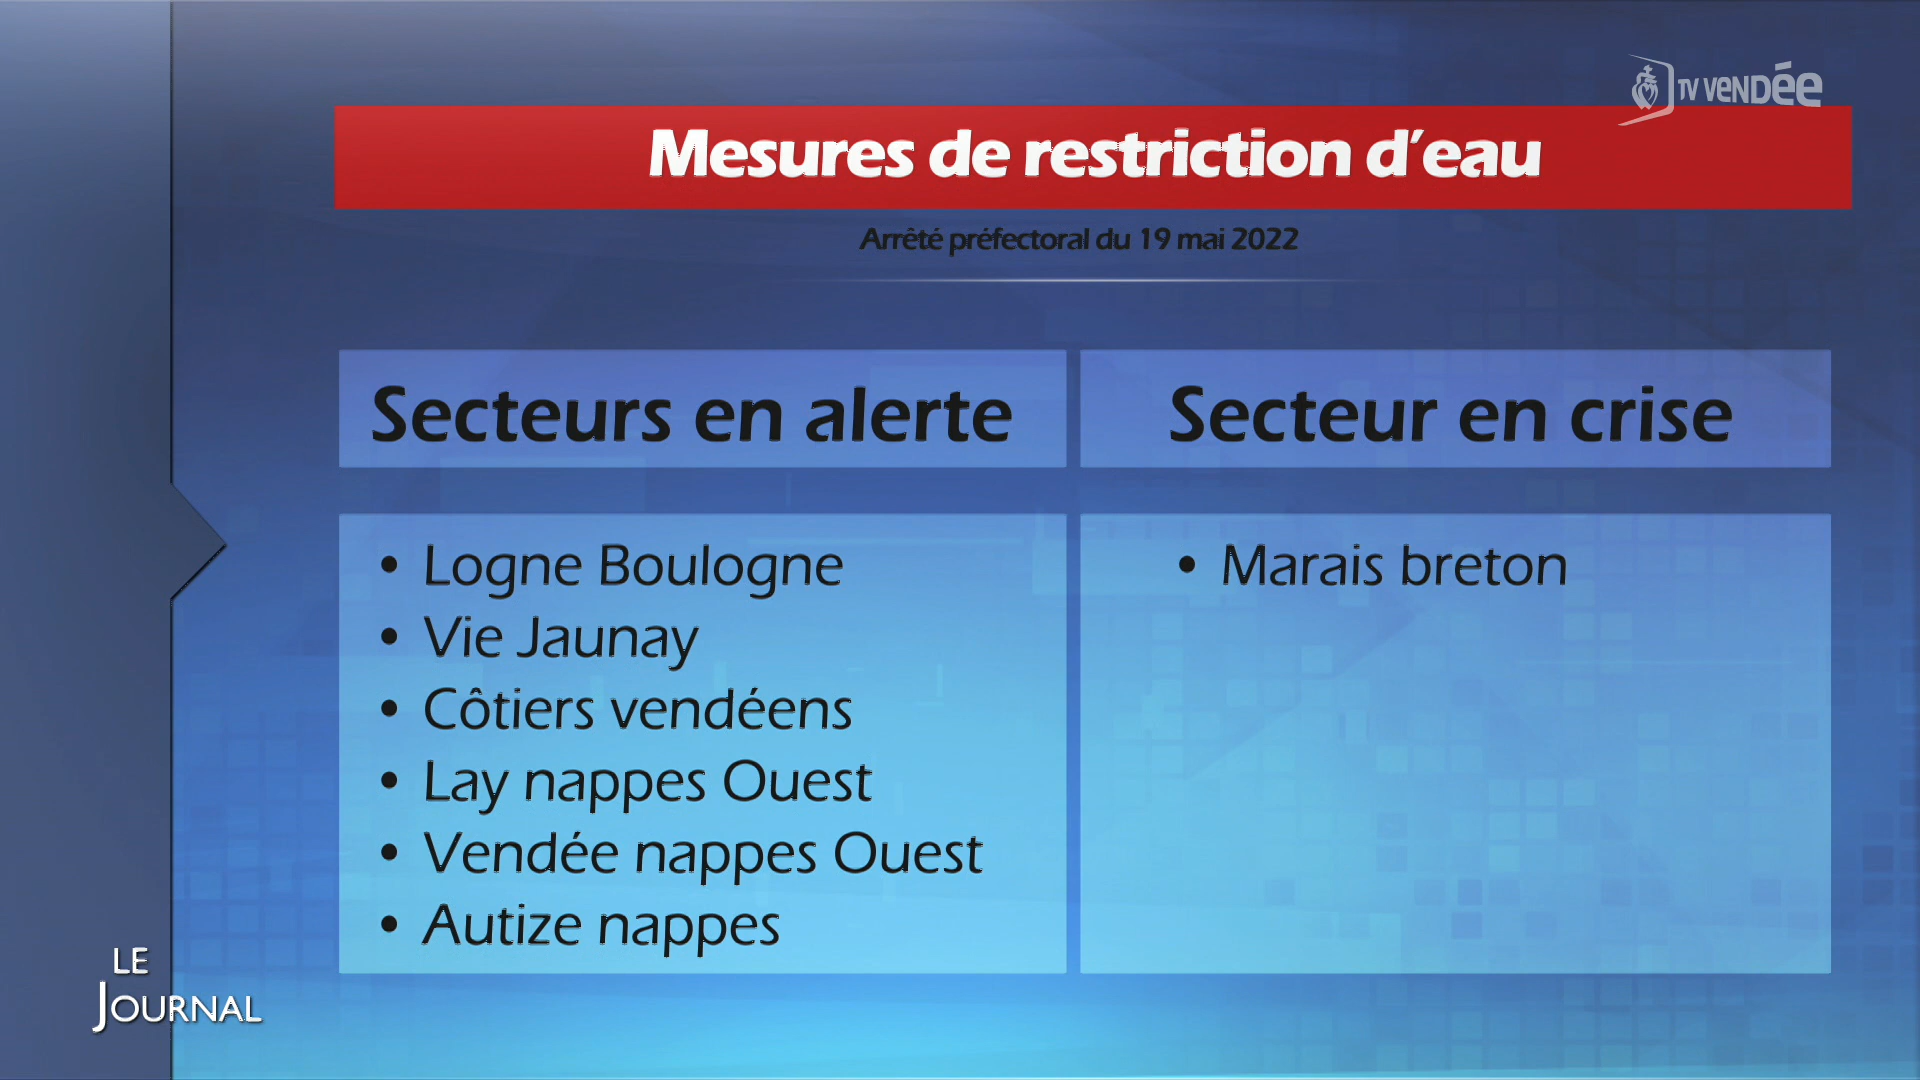 TV VENDÉE
Mesures de restriction d'eau
Arrêté préfectoral du 19 mai 2022
Secteurs en alerte
• Logne Boulogne
• Vie Jaunay
• Côtiers vendéens
• Lay nappes Ouest
• Vendée nappes Ouest
• Autize nappes
Secteur en crise
• Marais breton
LE
JOURNAL